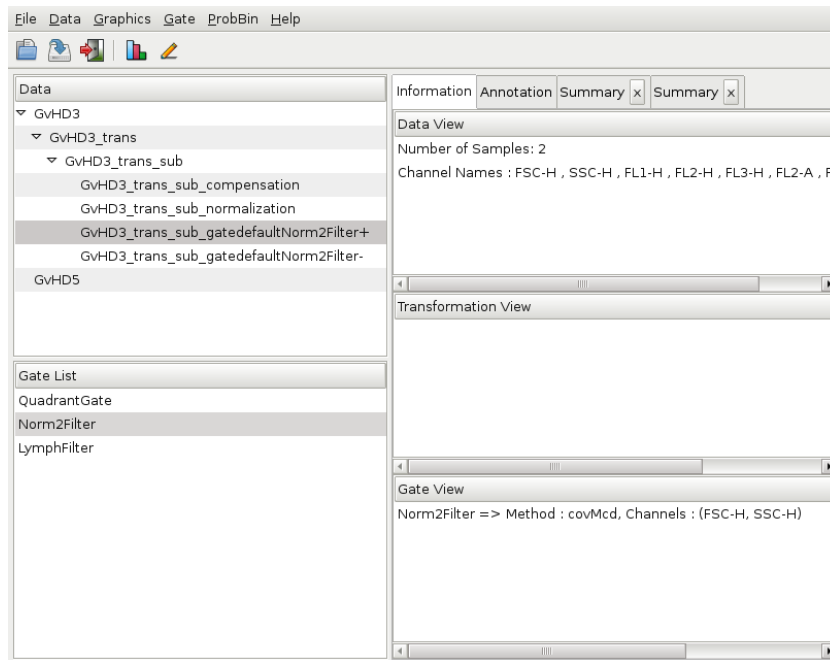 File Data Graphics Gate ProbBin Help
Data
GvHD3
GvHD3_trans
GvHD3_trans_sub
GvHD3_trans_sub_compensation
GvHD3_trans_sub_normalization
GvHD3_trans_sub_gatedefaultNorm2Filter+
GvHD3_trans_sub_gatedefaultNorm2Filter-
GvHD5
Gate List
QuadrantGate
Norm2Filter
LymphFilter
Information Annotation Summary x Summary x
Data View
Number of Samples: 2
Channel Names : FSC-H , SSC-H , FL1-H , FL2-H , FL3-H , FL2-A , F
Transformation View
Gate View
Norm2Filter => Method : covMcd, Channels : (FSC-H, SSC-H)